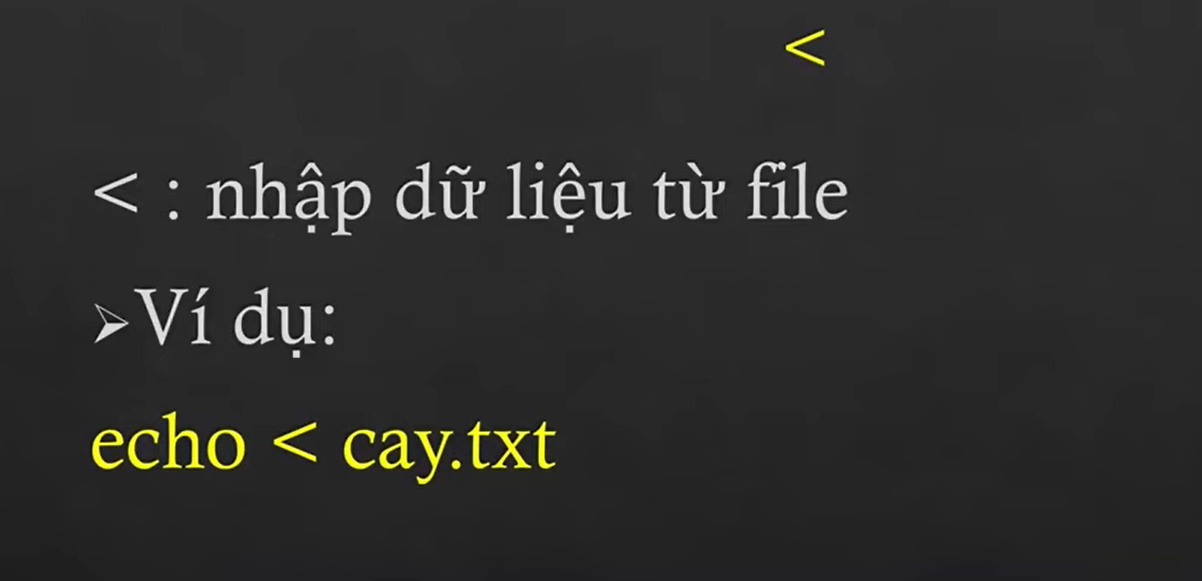 <
< : nhập dữ liệu từ file
➢Ví dụ:
echo < cay.txt